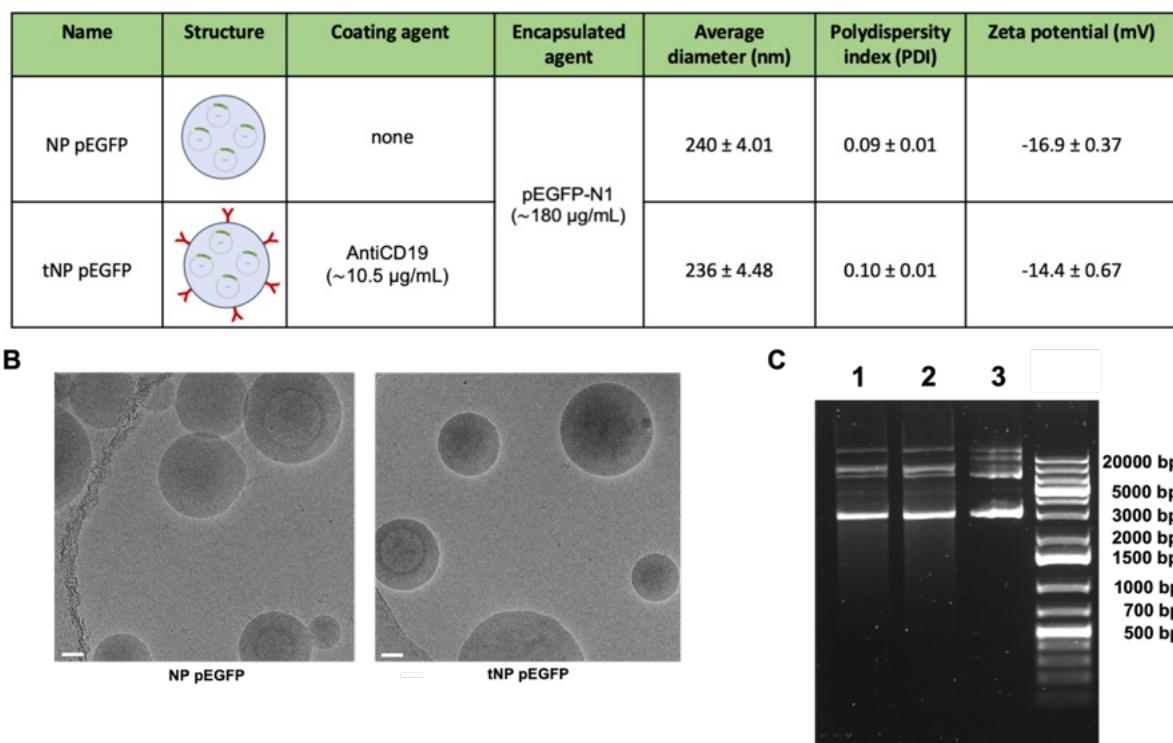 Name Structure Coating agent Encapsulated agent Average diameter (nm) Polydispersity index (PDI) Zeta potential (mV)
NP pEGFP none pEGFP-N1 (~180 µg/mL) 240 ± 4.01 0.09 ± 0.01 -16.9 ± 0.37
tNP pEGFP AntiCD19 (~10.5 µg/mL) 236 ± 4.48 0.10 ± 0.01 -14.4 ± 0.67
B
NP pEGFP
tNP pEGFP
C
1 2 3
20000 bp
5000 bp
3000 bp
2000 bp
1500 bp
1000 bp
700 bp
500 bp